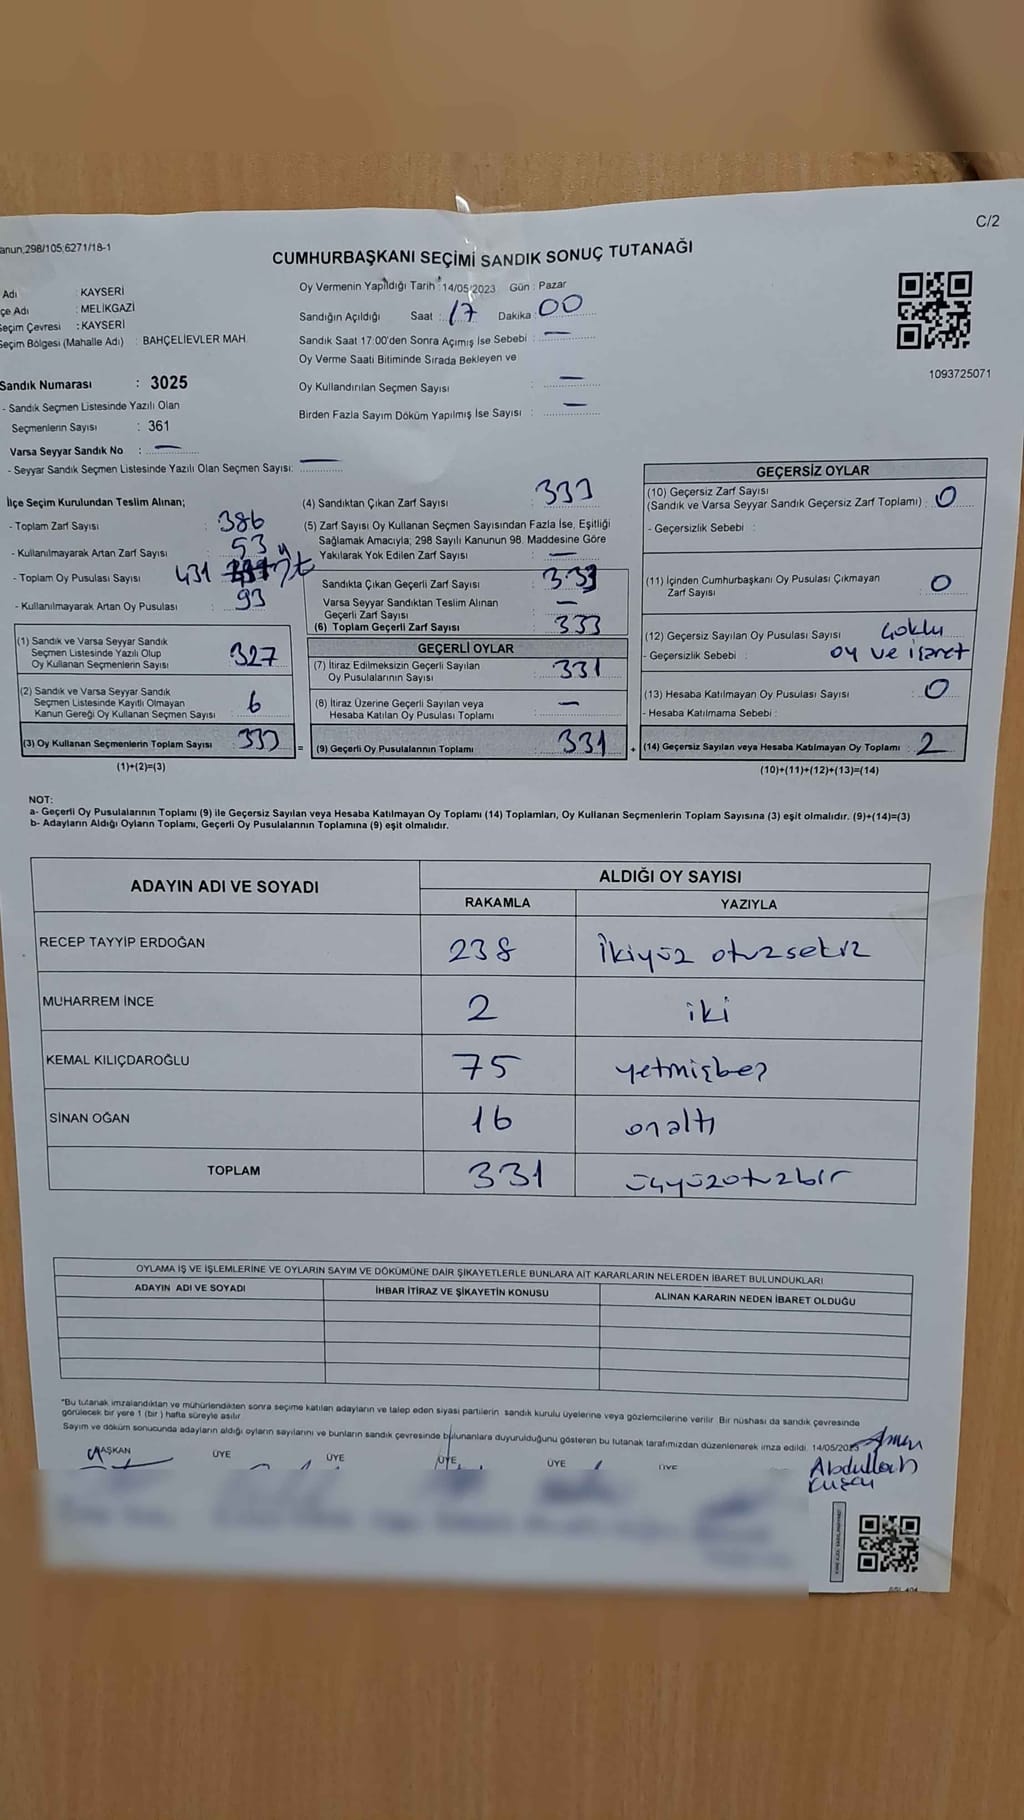 C/2
anun,298/105;6271/18-1
CUMHURBAŞKANI SEÇİMİ SANDIK SONUÇ TUTANAĞI
Adı : KAYSERİ
çe Adı : MELİKGAZİ
Seçim Çevresi : KAYSERİ
Seçim Bölgesi (Mahalle Adı) : BAHÇELİEVLER MAH.
Sandık Numarası : 3025
- Sandık Seçmen Listesinde Yazılı Olan
Seçmenlerin Sayısı : 361
Varsa Seyyar Sandık No : —
- Seyyar Sandık Seçmen Listesinde Yazılı Olan Seçmen Sayısı: —
Oy Vermenin Yapıldığı Tarih : 14/05/2023 Gün : Pazar
Sandığın Açıldığı Saat : 17 Dakika : 00
Sandık Saat 17:00'den Sonra Açımış İse Sebebi : —
Oy Verme Saati Bitiminde Sırada Bekleyen ve
Oy Kullandırılan Seçmen Sayısı : —
Birden Fazla Sayım Döküm Yapılmış İse Sayısı : —
1093725071
İlçe Seçim Kurulundan Teslim Alınan;
- Toplam Zarf Sayısı : 386
- Kullanılmayarak Artan Zarf Sayısı : 53
- Toplam Oy Pusulası Sayısı 431
- Kullanılmayarak Artan Oy Pusulası : 93
(1) Sandık ve Varsa Seyyar Sandık
Seçmen Listesinde Yazılı Olup
Oy Kullanan Seçmenlerin Sayısı : 327
(2) Sandık ve Varsa Seyyar Sandık
Seçmen Listesinde Kayıtlı Olmayan
Kanun Gereği Oy Kullanan Seçmen Sayısı : 6
(3) Oy Kullanan Seçmenlerin Toplam Sayısı : 333
(1)+(2)=(3)
(4) Sandıktan Çıkan Zarf Sayısı : 333
(5) Zarf Sayısı Oy Kullanan Seçmen Sayısından Fazla İse, Eşitliği
Sağlamak Amacıyla; 298 Sayılı Kanunun 98. Maddesine Göre
Yakılarak Yok Edilen Zarf Sayısı : —
Sandıkta Çıkan Geçerli Zarf Sayısı : 333
Varsa Seyyar Sandıktan Teslim Alınan
Geçerli Zarf Sayısı : —
(6) Toplam Geçerli Zarf Sayısı : 333
GEÇERLİ OYLAR
(7) İtiraz Edilmeksizin Geçerli Sayılan
Oy Pusulalarının Sayısı : 331
(8) İtiraz Üzerine Geçerli Sayılan veya
Hesaba Katılan Oy Pusulası Toplamı : —
= (9) Geçerli Oy Pusulalarının Toplamı : 331
GEÇERSİZ OYLAR
(10) Geçersiz Zarf Sayısı
(Sandık ve Varsa Seyyar Sandık Geçersiz Zarf Toplamı) : 0
- Geçersizlik Sebebi :
(11) İçinden Cumhurbaşkanı Oy Pusulası Çıkmayan
Zarf Sayısı : 0
(12) Geçersiz Sayılan Oy Pusulası Sayısı : Çoklu
- Geçersizlik Sebebi : oy ve işaret
(13) Hesaba Katılmayan Oy Pusulası Sayısı : 0
- Hesaba Katılmama Sebebi :
+ (14) Geçersiz Sayılan veya Hesaba Katılmayan Oy Toplamı : 2
(10)+(11)+(12)+(13)=(14)
NOT:
a- Geçerli Oy Pusulalarının Toplamı (9) ile Geçersiz Sayılan veya Hesaba Katılmayan Oy Toplamı (14) Toplamları, Oy Kullanan Seçmenlerin Toplam Sayısına (3) eşit olmalıdır. (9)+(14)=(3)
b- Adayların Aldığı Oyların Toplamı, Geçerli Oy Pusulalarının Toplamına (9) eşit olmalıdır.
ADAYIN ADI VE SOYADI ALDIĞI OY SAYISI
RAKAMLA YAZIYLA
RECEP TAYYİP ERDOĞAN 238 ikiyüz otuzsekiz
MUHARREM İNCE 2 iki
KEMAL KILIÇDAROĞLU 75 yetmişbeş
SİNAN OĞAN 16 onaltı
TOPLAM 331 üçyüzotuzbir
OYLAMA İŞ VE İŞLEMLERİNE VE OYLARIN SAYIM VE DÖKÜMÜNE DAİR ŞİKAYETLERLE BUNLARA AİT KARARLARIN NELERDEN İBARET BULUNDUKLARI
ADAYIN ADI VE SOYADI İHBAR İTİRAZ VE ŞİKAYETİN KONUSU ALINAN KARARIN NEDEN İBARET OLDUĞU
*Bu tutanak imzalandıktan ve mühürlendikten sonra seçime katılan adayların ve talep eden siyasi partilerin sandık kurulu üyelerine veya gözlemcilerine verilir. Bir nüshası da sandık çevresinde
görülecek bir yere 1 (bir) hafta süreyle asılır
Sayım ve döküm sonucunda adayların aldığı oyların sayılarını ve bunların sandık çevresinde bulunanlara duyurulduğunu gösteren bu tutanak tarafımızdan düzenlenerek imza edildi. 14/05/2023
BAŞKAN ÜYE ÜYE ÜYE ÜYE ÜYE
Abdullah